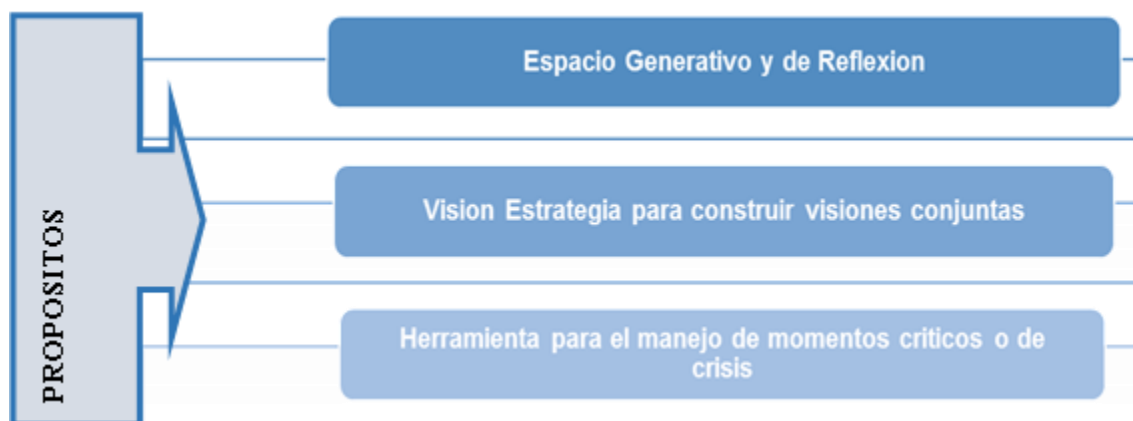 PROPOSITOS
Espacio Generativo y de Reflexion
Vision Estrategia para construir visiones conjuntas
Herramienta para el manejo de momentos criticos o de
crisis